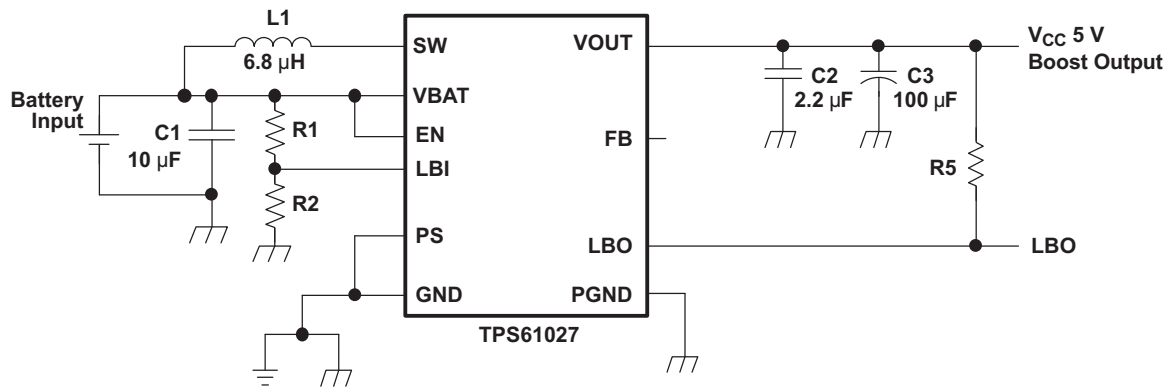 L1
6.8 µH
SW
VOUT
V_CC 5 V
Boost Output
C2
2.2 µF
C3
100 µF
Battery
Input
VBAT
C1
10 µF
R1
EN
FB
LBI
R5
R2
PS
LBO
LBO
GND
PGND
TPS61027